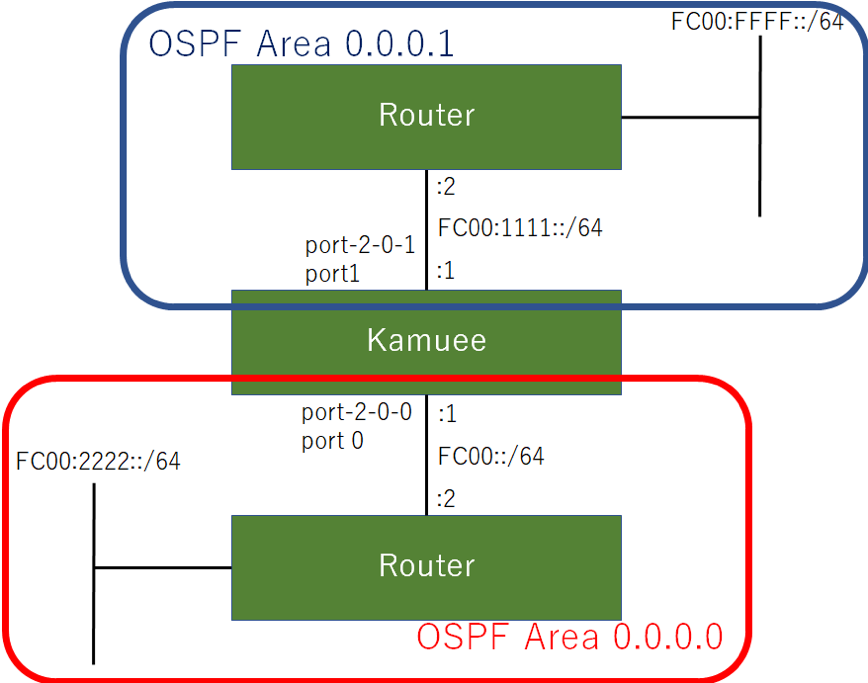 FC00:FFFF::/64
OSPF Area 0.0.0.1
Router
:2
FC00:1111::/64
port-2-0-1
port1
:1
Kamuee
port-2-0-0
:1
port 0
FC00::/64
FC00:2222::/64
:2
Router
OSPF Area 0.0.0.0